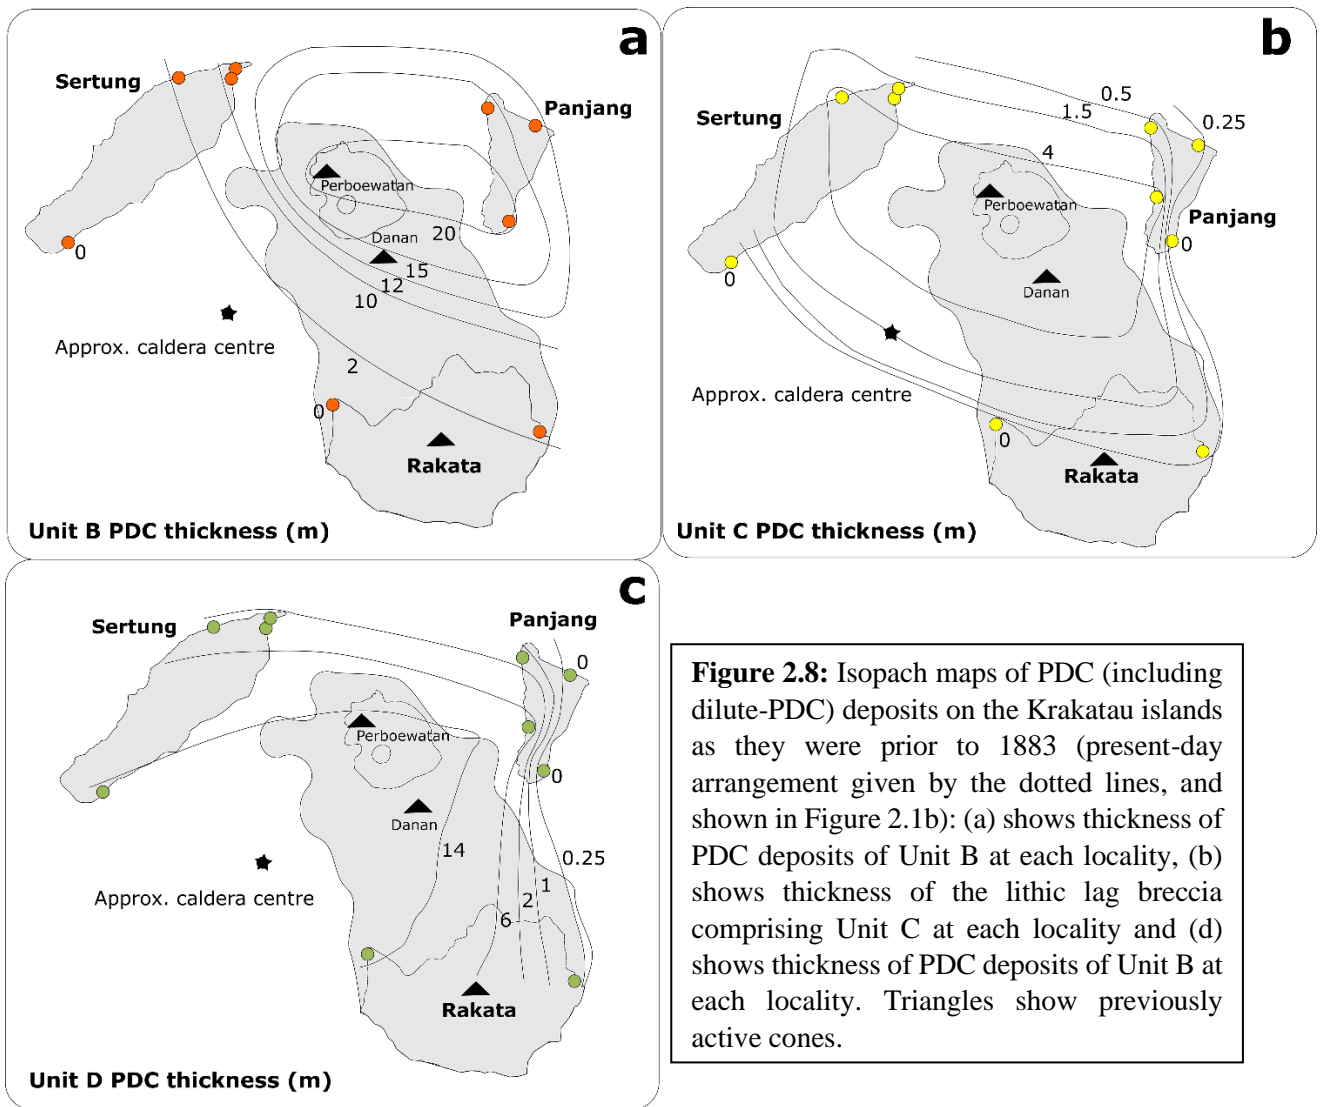 a
Sertung
Panjang
Perboewatan
Danan
20
15
12
10
0
Approx. caldera centre
2
0
Rakata
Unit B PDC thickness (m)
b
0.5
Sertung
1.5
0.25
4
Perboewatan
Panjang
0
0
Danan
Approx. caldera centre
0
Rakata
Unit C PDC thickness (m)
c
Sertung
Panjang
0
Perboewatan
0
Danan
14
0.25
Approx. caldera centre
1
2
6
Rakata
Unit D PDC thickness (m)
Figure 2.8: Isopach maps of PDC (including
dilute-PDC) deposits on the Krakatau islands
as they were prior to 1883 (present-day
arrangement given by the dotted lines, and
shown in Figure 2.1b): (a) shows thickness of
PDC deposits of Unit B at each locality, (b)
shows thickness of the lithic lag breccia
comprising Unit C at each locality and (d)
shows thickness of PDC deposits of Unit B at
each locality. Triangles show previously
active cones.